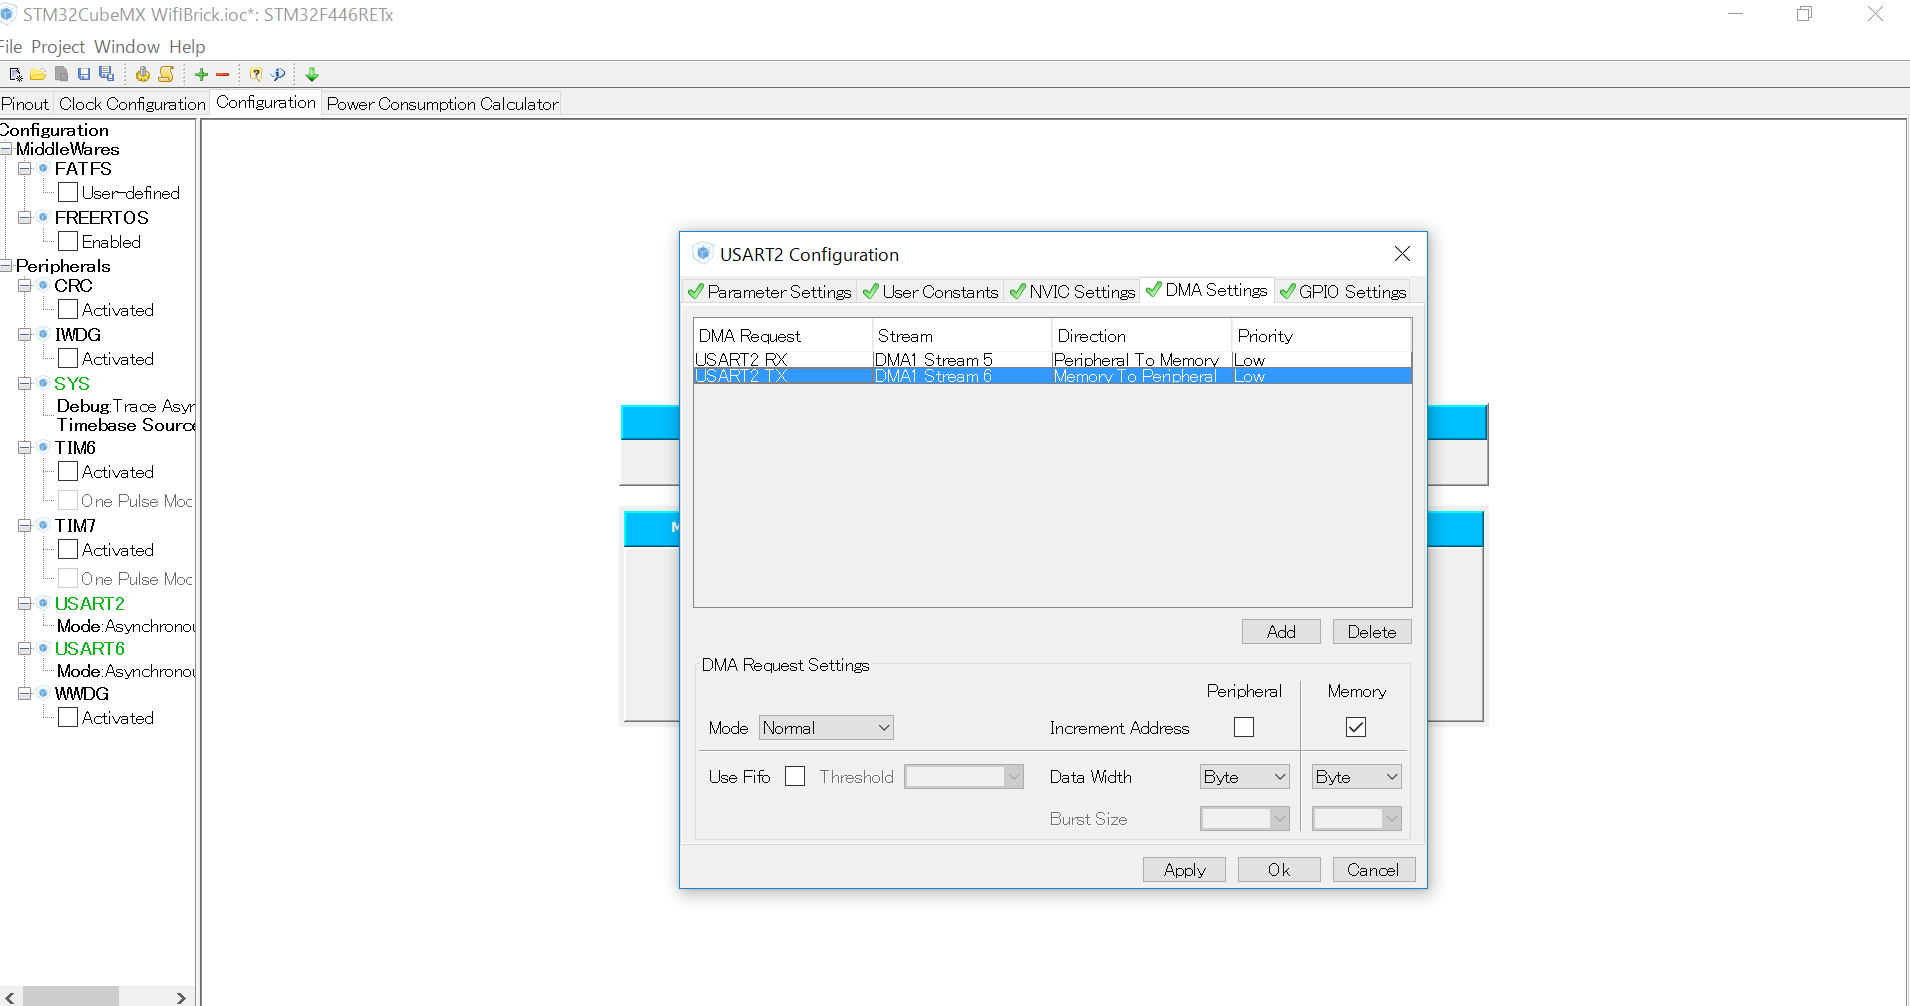 STM32CubeMX WifiBrick.ioc*: STM32F446RETx
File Project Window Help
Pinout Clock Configuration Configuration Power Consumption Calculator
Configuration
MiddleWares
FATFS
User-defined
FREERTOS
Enabled
Peripherals
CRC
Activated
IWDG
Activated
SYS
Debug:Trace Asyn
Timebase Source
TIM6
Activated
One Pulse Moc
TIM7
Activated
One Pulse Moc
USART2
Mode:Asynchronou
USART6
Mode:Asynchronou
WWDG
Activated
M
USART2 Configuration
Parameter Settings User Constants NVIC Settings DMA Settings GPIO Settings
DMA Request Stream Direction Priority
USART2 RX DMA1 Stream 5 Peripheral To Memory Low
USART2 TX DMA1 Stream 6 Memory To Peripheral Low
Add Delete
DMA Request Settings
Peripheral Memory
Mode Normal Increment Address
Use Fifo Threshold Data Width Byte Byte
Burst Size
Apply Ok Cancel